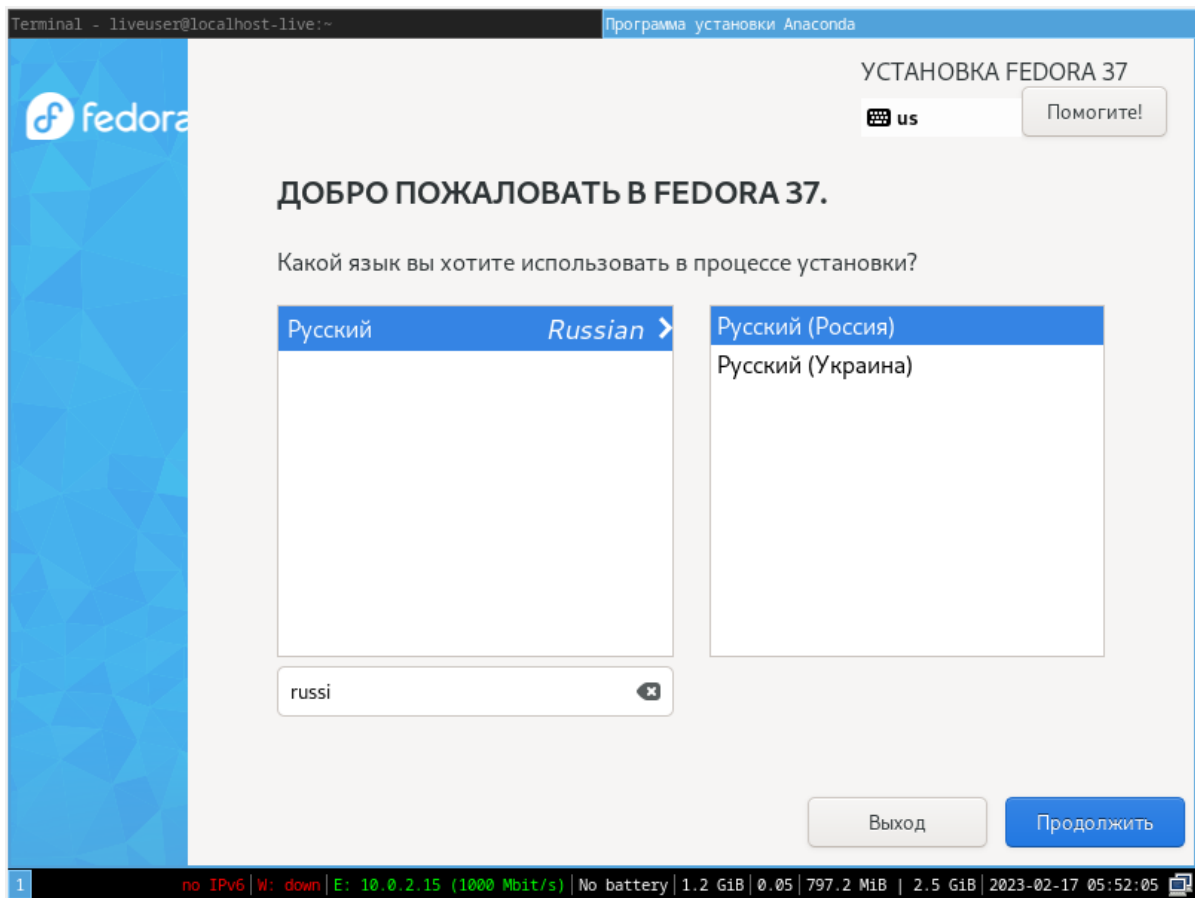 Terminal - liveuser@localhost-live:~
Программа установки Anaconda
fedora
УСТАНОВКА FEDORA 37
us
Помогите!
ДОБРО ПОЖАЛОВАТЬ В FEDORA 37.
Какой язык вы хотите использовать в процессе установки?
Русский Russian
Русский (Россия)
Русский (Украина)
russi
Выход
Продолжить
1 no IPv6|W: down|E: 10.0.2.15 (1000 Mbit/s)|No battery|1.2 GiB|0.05|797.2 MiB | 2.5 GiB|2023-02-17 05:52:05